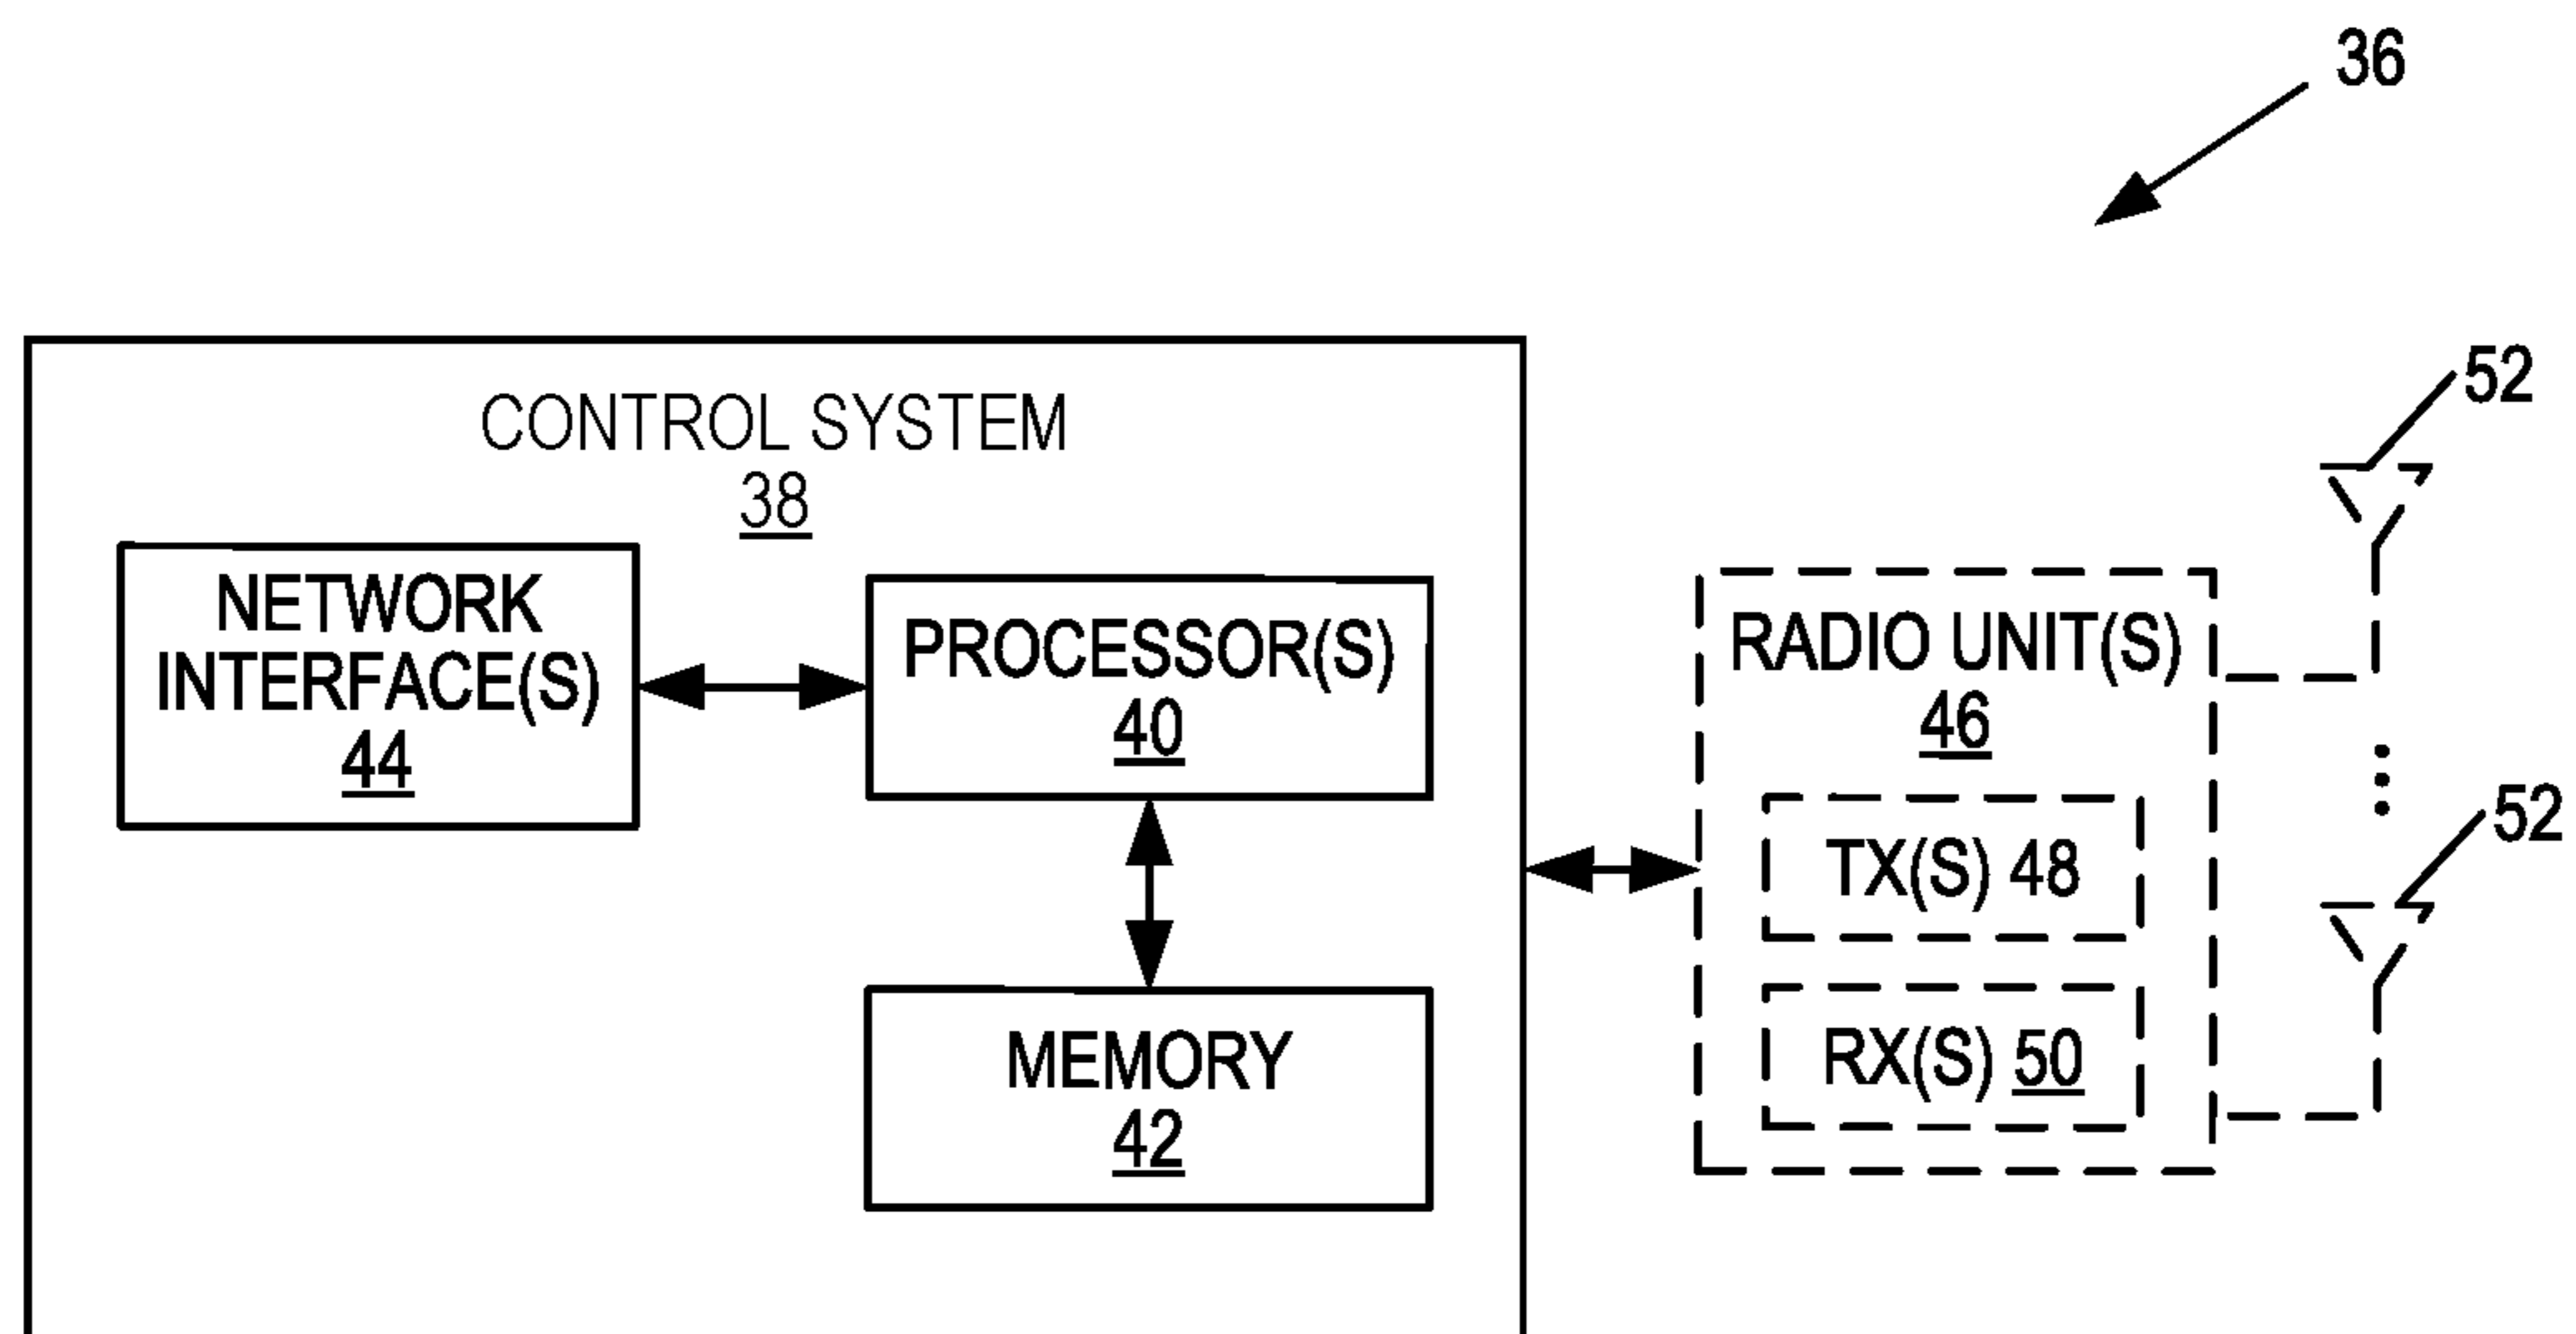 36
CONTROL SYSTEM
38
NETWORK
INTERFACE(S)
44
PROCESSOR(S)
40
MEMORY
42
RADIO UNIT(S)
46
TX(S) 48
RX(S) 50
52
52